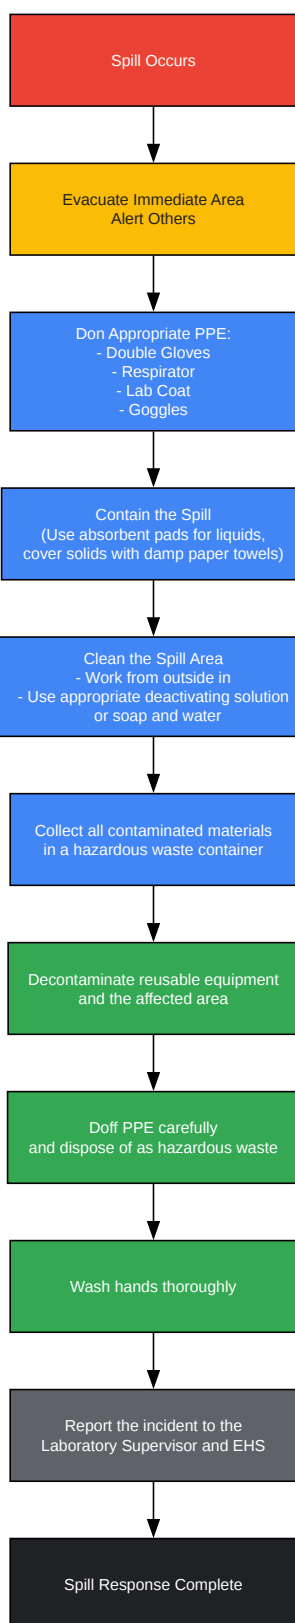 Spill Occurs
Evacuate Immediate Area
Alert Others
Don Appropriate PPE:
- Double Gloves
- Respirator
- Lab Coat
- Goggles
Contain the Spill
(Use absorbent pads for liquids,
cover solids with damp paper towels)
Clean the Spill Area
- Work from outside in
- Use appropriate deactivating solution
or soap and water
Collect all contaminated materials
in a hazardous waste container
Decontaminate reusable equipment
and the affected area
Doff PPE carefully
and dispose of as hazardous waste
Wash hands thoroughly
Report the incident to the
Laboratory Supervisor and EHS
Spill Response Complete